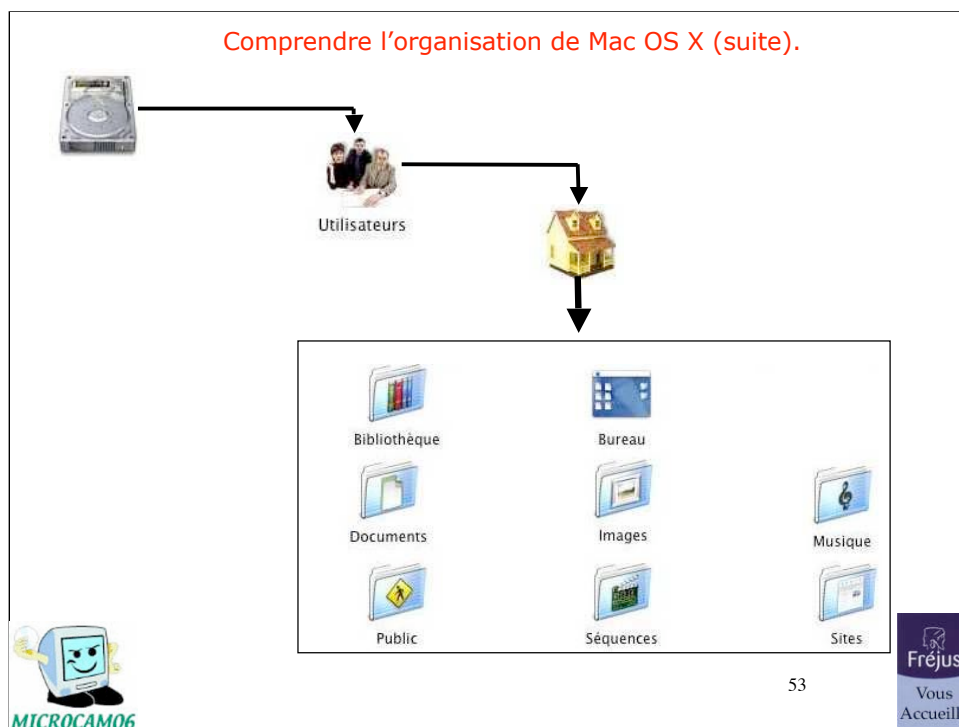 Comprendre l'organisation de Mac OS X (suite).
Utilisateurs
Bibliothèque
Bureau
Documents
Images
Musique
Public
Séquences
Sites
53
MICROCAM06
Fréjus
Vous
Accueill